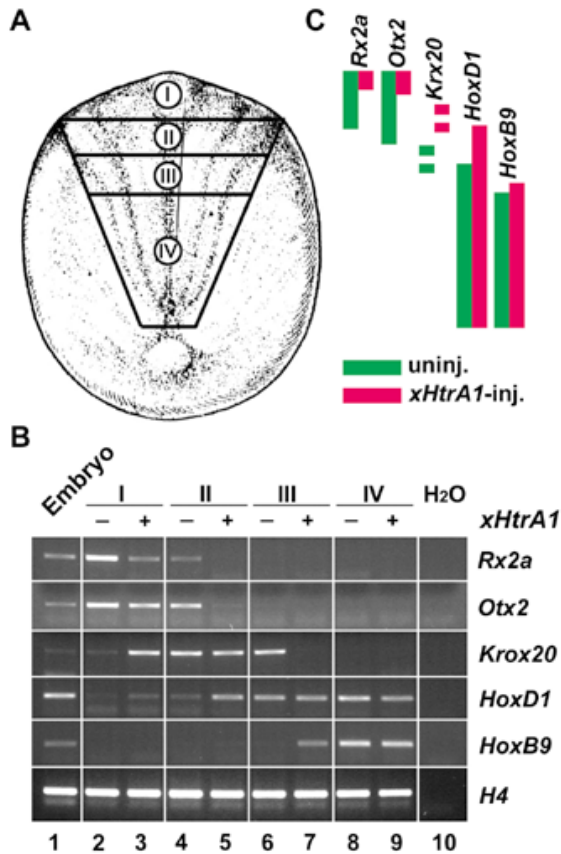 A
I
II
III
IV
C
Rx2a
Otx2
Krx20
HoxD1
HoxB9
uninj.
xHtrA1-inj.
B
Embryo I II III IV H2O
– + – + – + – + xHtrA1
Rx2a
Otx2
Krox20
HoxD1
HoxB9
H4
1 2 3 4 5 6 7 8 9 10